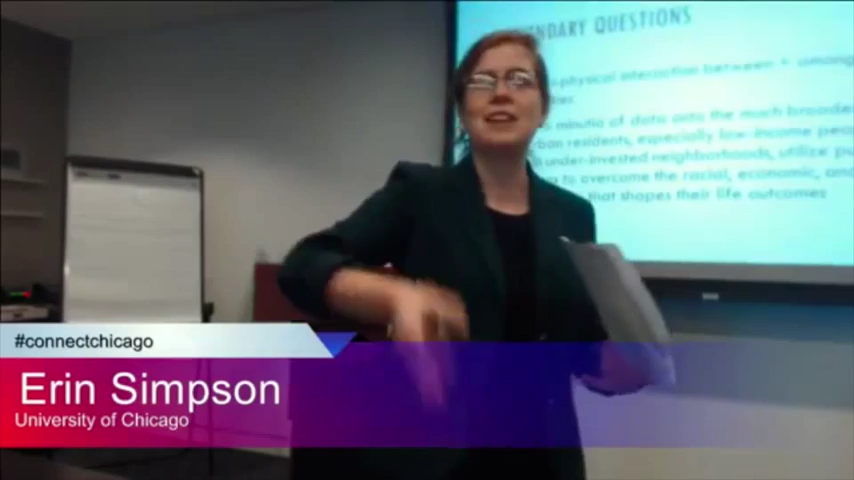 NDARY QUESTIONS
physical interaction between + among
minutia of data onto the much broade
ban residents, especially low-income peo
under-invested neighborhoods, utilize pu
to overcome the racial, economic, and
that shapes their life outcomes
#connectchicago
Erin Simpson
University of Chicago